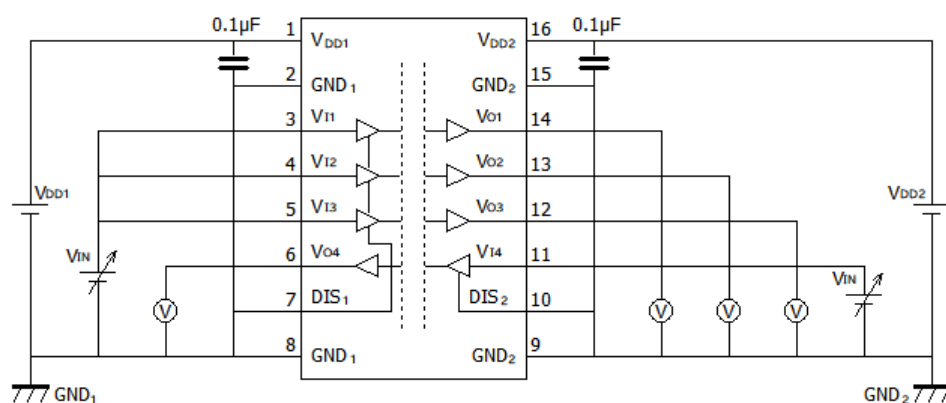 0.1µF 1 VDD1 VDD2 16 0.1µF
2 GND1 GND2 15
3 VI1 VO1 14
4 VI2 VO2 13
VDD1 5 VI3 VO3 12 VDD2
VIN 6 VO4 VI4 11 VIN
V 7 DIS1 DIS2 10 V V V
8 GND1 GND2 9
GND1 GND2